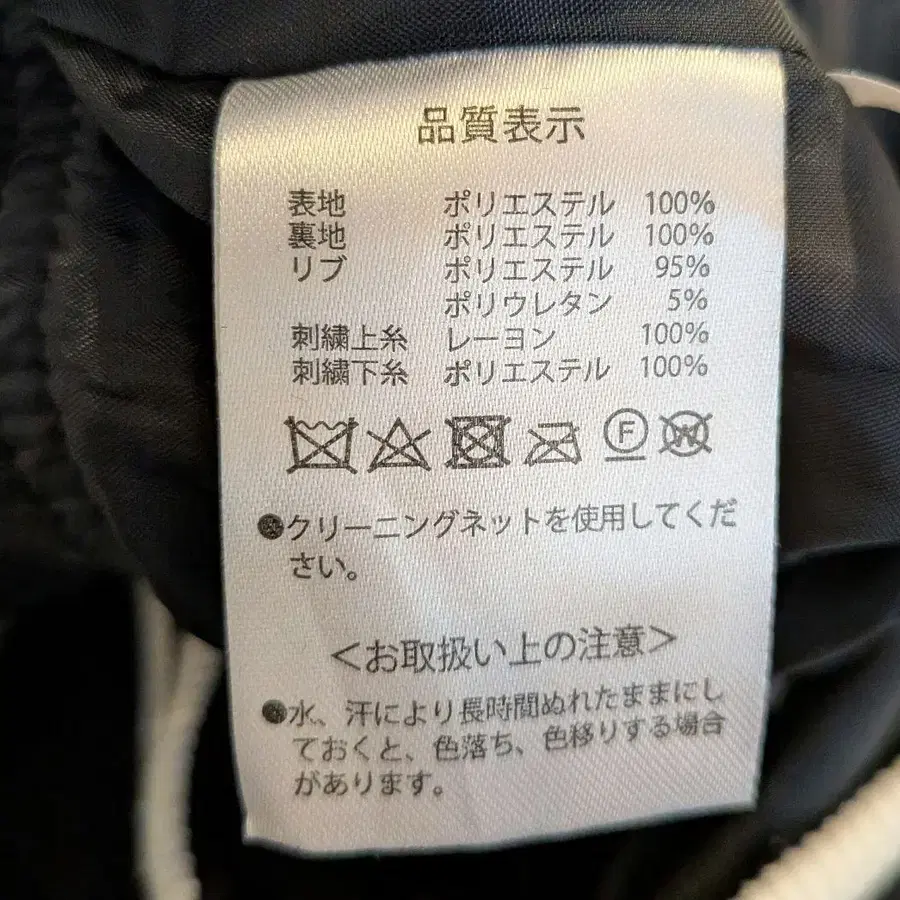 品質表示
表地 ポリエステル 100%
裏地 ポリエステル 100%
リブ ポリエステル 95%
ポリウレタン 5%
刺繍上糸 レーヨン 100%
刺繍下糸 ポリエステル 100%
F W
●クリーニングネットを使用してくだ
さい。
＜お取扱い上の注意＞
●水、汗により長時間ぬれたままにし
ておくと、色落ち、色移りする場合
があります。